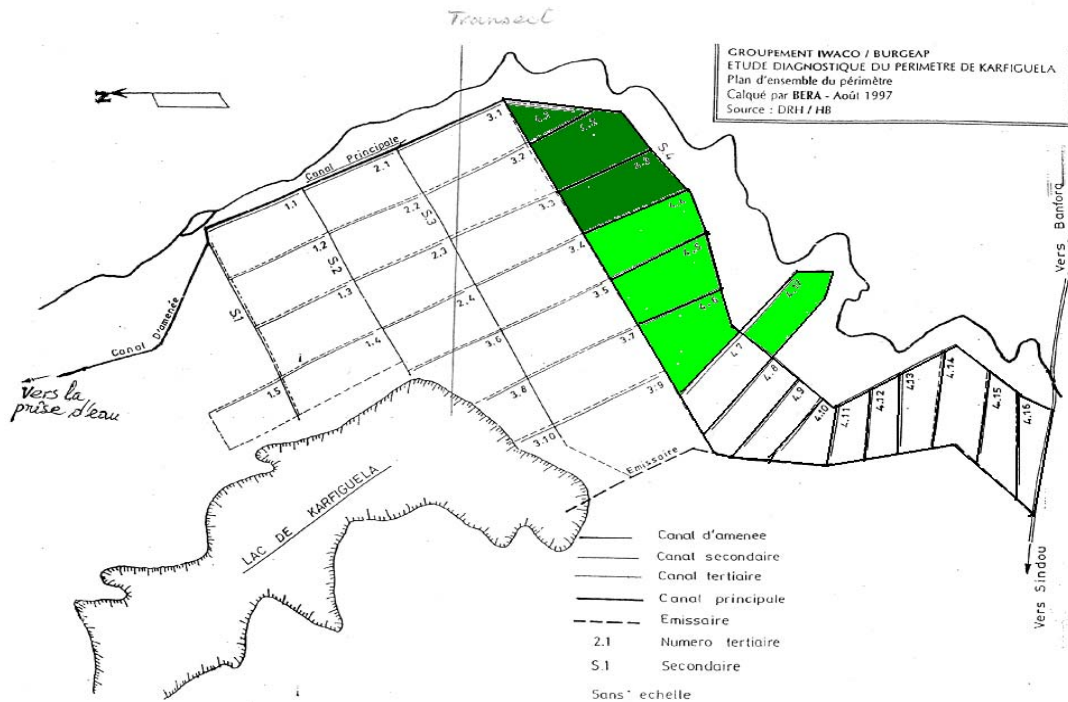 Transect
GROUPEMENT IWACO / BURGEAP
ETUDE DIAGNOSTIQUE DU PERIMETRE DE KARFIGUELA
Plan d'ensemble du périmètre
Calqué par BERA - Août 1997
Source : DRH / HB
N
Canal Principale
Canal D'amenée
Vers la
prise d'eau
1.1
1.2
1.3
1.4
1.5
2.1
2.2
2.3
2.4
3.1
3.2
3.3
3.4
3.5
3.6
3.7
3.8
3.9
3.10
S1
S.2
S.3
S.4
4.7
4.8
4.9
4.10
4.11
4.12
4.13
4.14
4.15
4.16
Vers Banfora
Vers Sindou
Emissaire
LAC DE KARFIGUELA
Canal d'amenee
Canal secondaire
Canal tertiaire
Canal principale
Emissaire
2.1 Numero tertiaire
S.1 Secondaire
Sans echelle